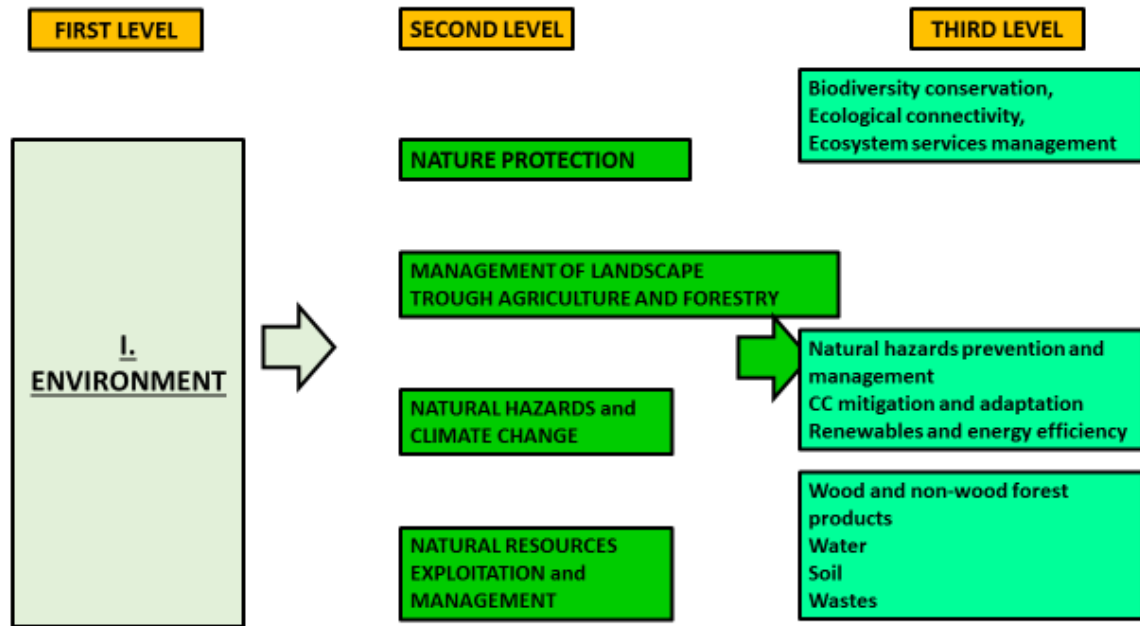 FIRST LEVEL
SECOND LEVEL
THIRD LEVEL
I.
ENVIRONMENT
NATURE PROTECTION
MANAGEMENT OF LANDSCAPE
TROUGH AGRICULTURE AND FORESTRY
NATURAL HAZARDS and
CLIMATE CHANGE
NATURAL RESOURCES
EXPLOITATION and
MANAGEMENT
Biodiversity conservation,
Ecological connectivity,
Ecosystem services management
Natural hazards prevention and
management
CC mitigation and adaptation
Renewables and energy efficiency
Wood and non-wood forest
products
Water
Soil
Wastes